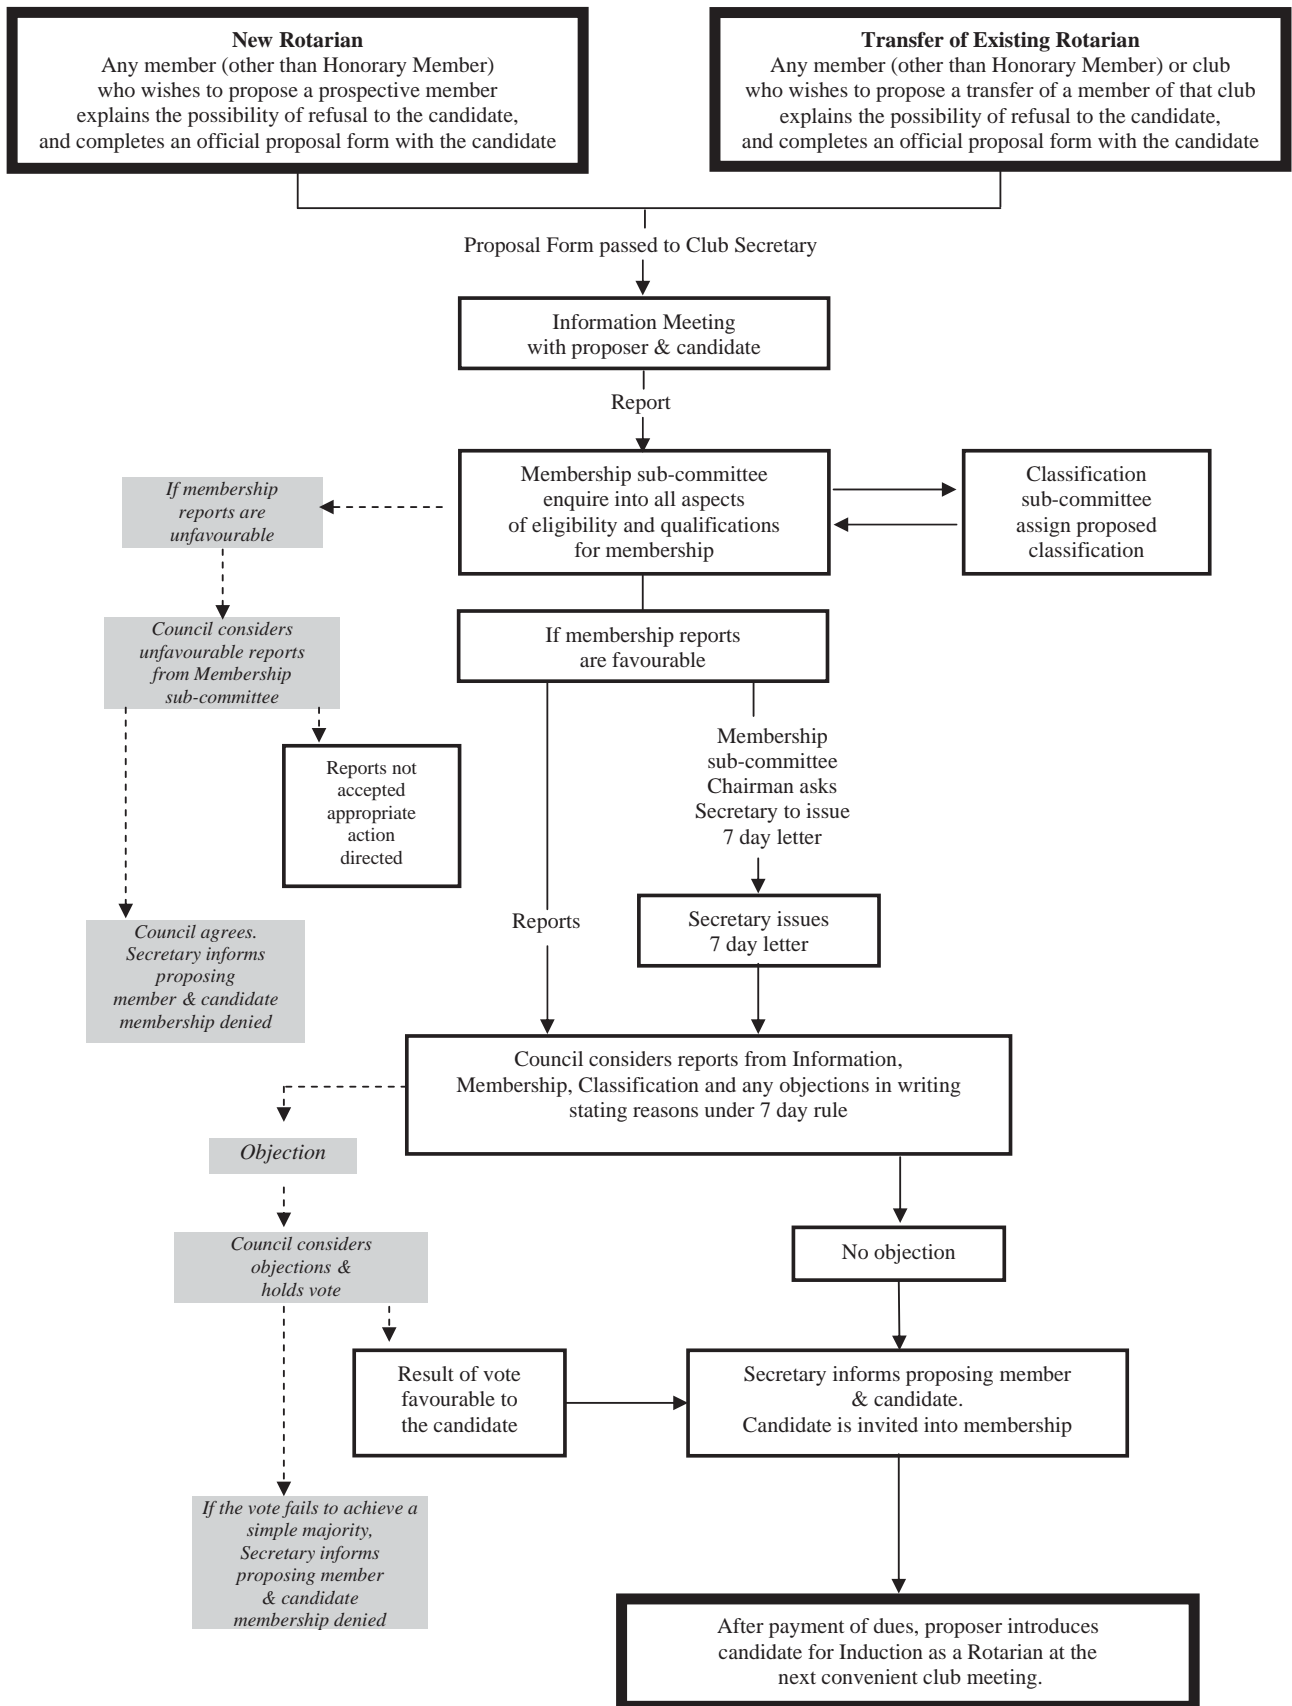 New Rotarian
Any member (other than Honorary Member)
who wishes to propose a prospective member
explains the possibility of refusal to the candidate,
and completes an official proposal form with the candidate
Transfer of Existing Rotarian
Any member (other than Honorary Member) or club
who wishes to propose a transfer of a member of that club
explains the possibility of refusal to the candidate,
and completes an official proposal form with the candidate
Proposal Form passed to Club Secretary
Information Meeting
with proposer & candidate
Report
Membership sub-committee
enquire into all aspects
of eligibility and qualifications
for membership
Classification
sub-committee
assign proposed
classification
If membership
reports are
unfavourable
Council considers
unfavourable reports
from Membership
sub-committee
If membership reports
are favourable
Reports not
accepted
appropriate
action
directed
Membership
sub-committee
Chairman asks
Secretary to issue
7 day letter
Reports
Secretary issues
7 day letter
Council agrees.
Secretary informs
proposing
member & candidate
membership denied
Council considers reports from Information,
Membership, Classification and any objections in writing
stating reasons under 7 day rule
Objection
Council considers
objections &
holds vote
No objection
Result of vote
favourable to
the candidate
Secretary informs proposing member
& candidate.
Candidate is invited into membership
If the vote fails to achieve a
simple majority,
Secretary informs
proposing member
& candidate
membership denied
After payment of dues, proposer introduces
candidate for Induction as a Rotarian at the
next convenient club meeting.